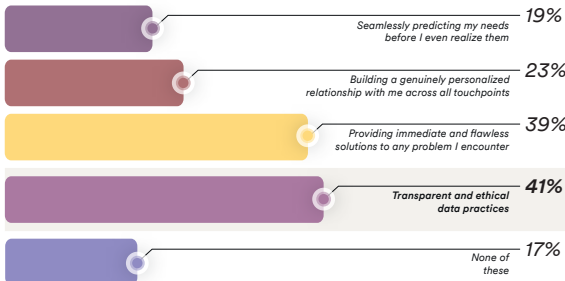 19%
Seamlessly predicting my needs
before I even realize them
23%
Building a genuinely personalized
relationship with me across all touchpoints
39%
Providing immediate and flawless
solutions to any problem I encounter
41%
Transparent and ethical
data practices
17%
None of
these